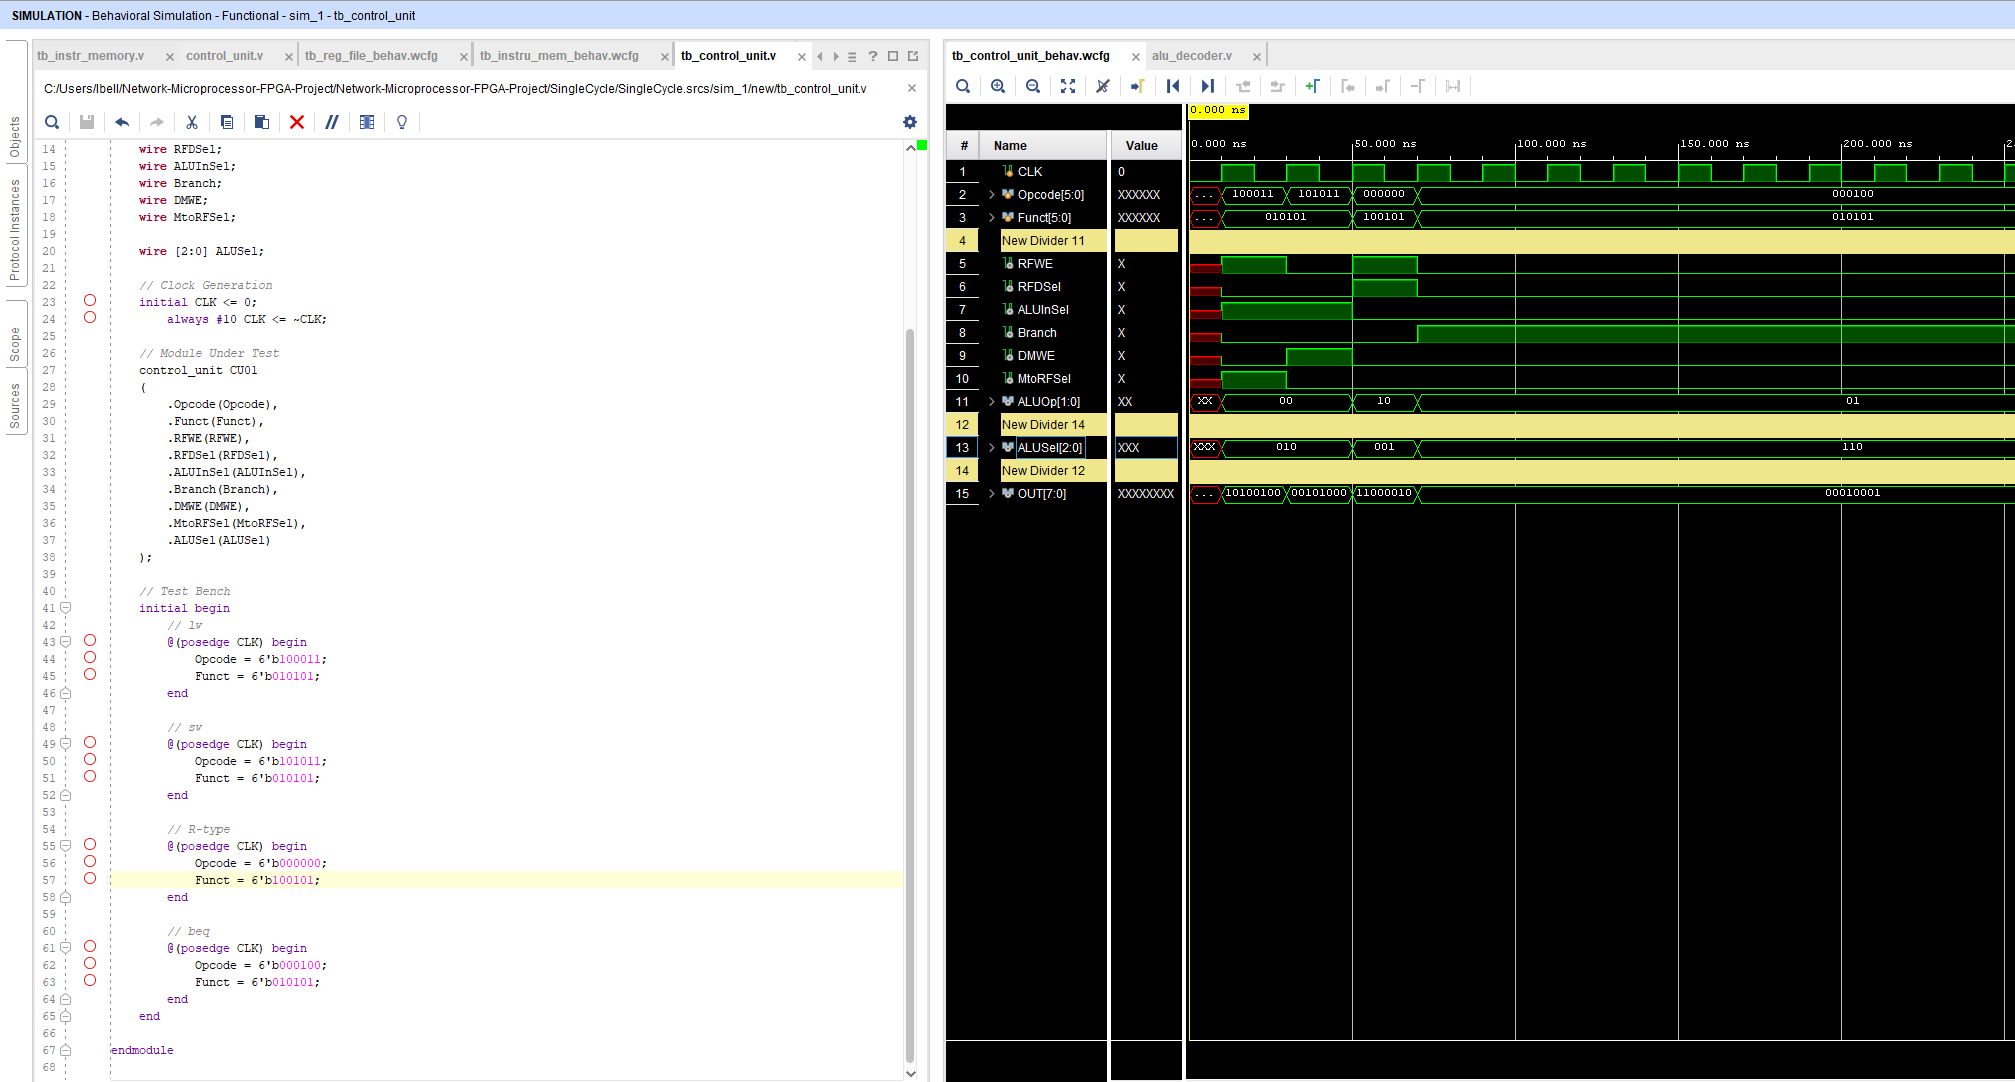 SIMULATION - Behavioral Simulation - Functional - sim_1 - tb_control_unit
Objects
Protocol Instances
Scope
Sources
tb_instr_memory.v
control_unit.v
tb_reg_file_behav.wcfg
tb_instru_mem_behav.wcfg
tb_control_unit.v
C:/Users/lbell/Network-Microprocessor-FPGA-Project/Network-Microprocessor-FPGA-Project/SingleCycle/SingleCycle.srcs/sim_1/new/tb_control_unit.v
14 wire RFDSel;
15 wire ALUInSel;
16 wire Branch;
17 wire DMWE;
18 wire MtoRFSel;
19
20 wire [2:0] ALUSel;
21
22 // Clock Generation
23 initial CLK <= 0;
24 always #10 CLK <= ~CLK;
25
26 // Module Under Test
27 control_unit CU01
28 (
29 .Opcode(Opcode),
30 .Funct(Funct),
31 .RFWE(RFWE),
32 .RFDSel(RFDSel),
33 .ALUInSel(ALUInSel),
34 .Branch(Branch),
35 .DMWE(DMWE),
36 .MtoRFSel(MtoRFSel),
37 .ALUSel(ALUSel)
38 );
39
40 // Test Bench
41 initial begin
42 // lw
43 @(posedge CLK) begin
44 Opcode = 6'b100011;
45 Funct = 6'b010101;
46 end
47
48 // sw
49 @(posedge CLK) begin
50 Opcode = 6'b101011;
51 Funct = 6'b010101;
52 end
53
54 // R-type
55 @(posedge CLK) begin
56 Opcode = 6'b000000;
57 Funct = 6'b100101;
58 end
59
60 // beq
61 @(posedge CLK) begin
62 Opcode = 6'b000100;
63 Funct = 6'b010101;
64 end
65 end
66
67 endmodule
68
tb_control_unit_behav.wcfg
alu_decoder.v
0.000 ns
# Name Value
0.000 ns 50.000 ns 100.000 ns 150.000 ns 200.000 ns 2
1 CLK 0
2 Opcode[5:0] XXXXXX ... 100011 101011 000000 000100
3 Funct[5:0] XXXXXX ... 010101 100101 010101
4 New Divider 11
5 RFWE X
6 RFDSel X
7 ALUInSel X
8 Branch X
9 DMWE X
10 MtoRFSel X
11 ALUOp[1:0] XX XX 00 10 01
12 New Divider 14
13 ALUSel[2:0] XXX XXX 010 001 110
14 New Divider 12
15 OUT[7:0] XXXXXXXX ... 10100100 00101000 11000010 00010001